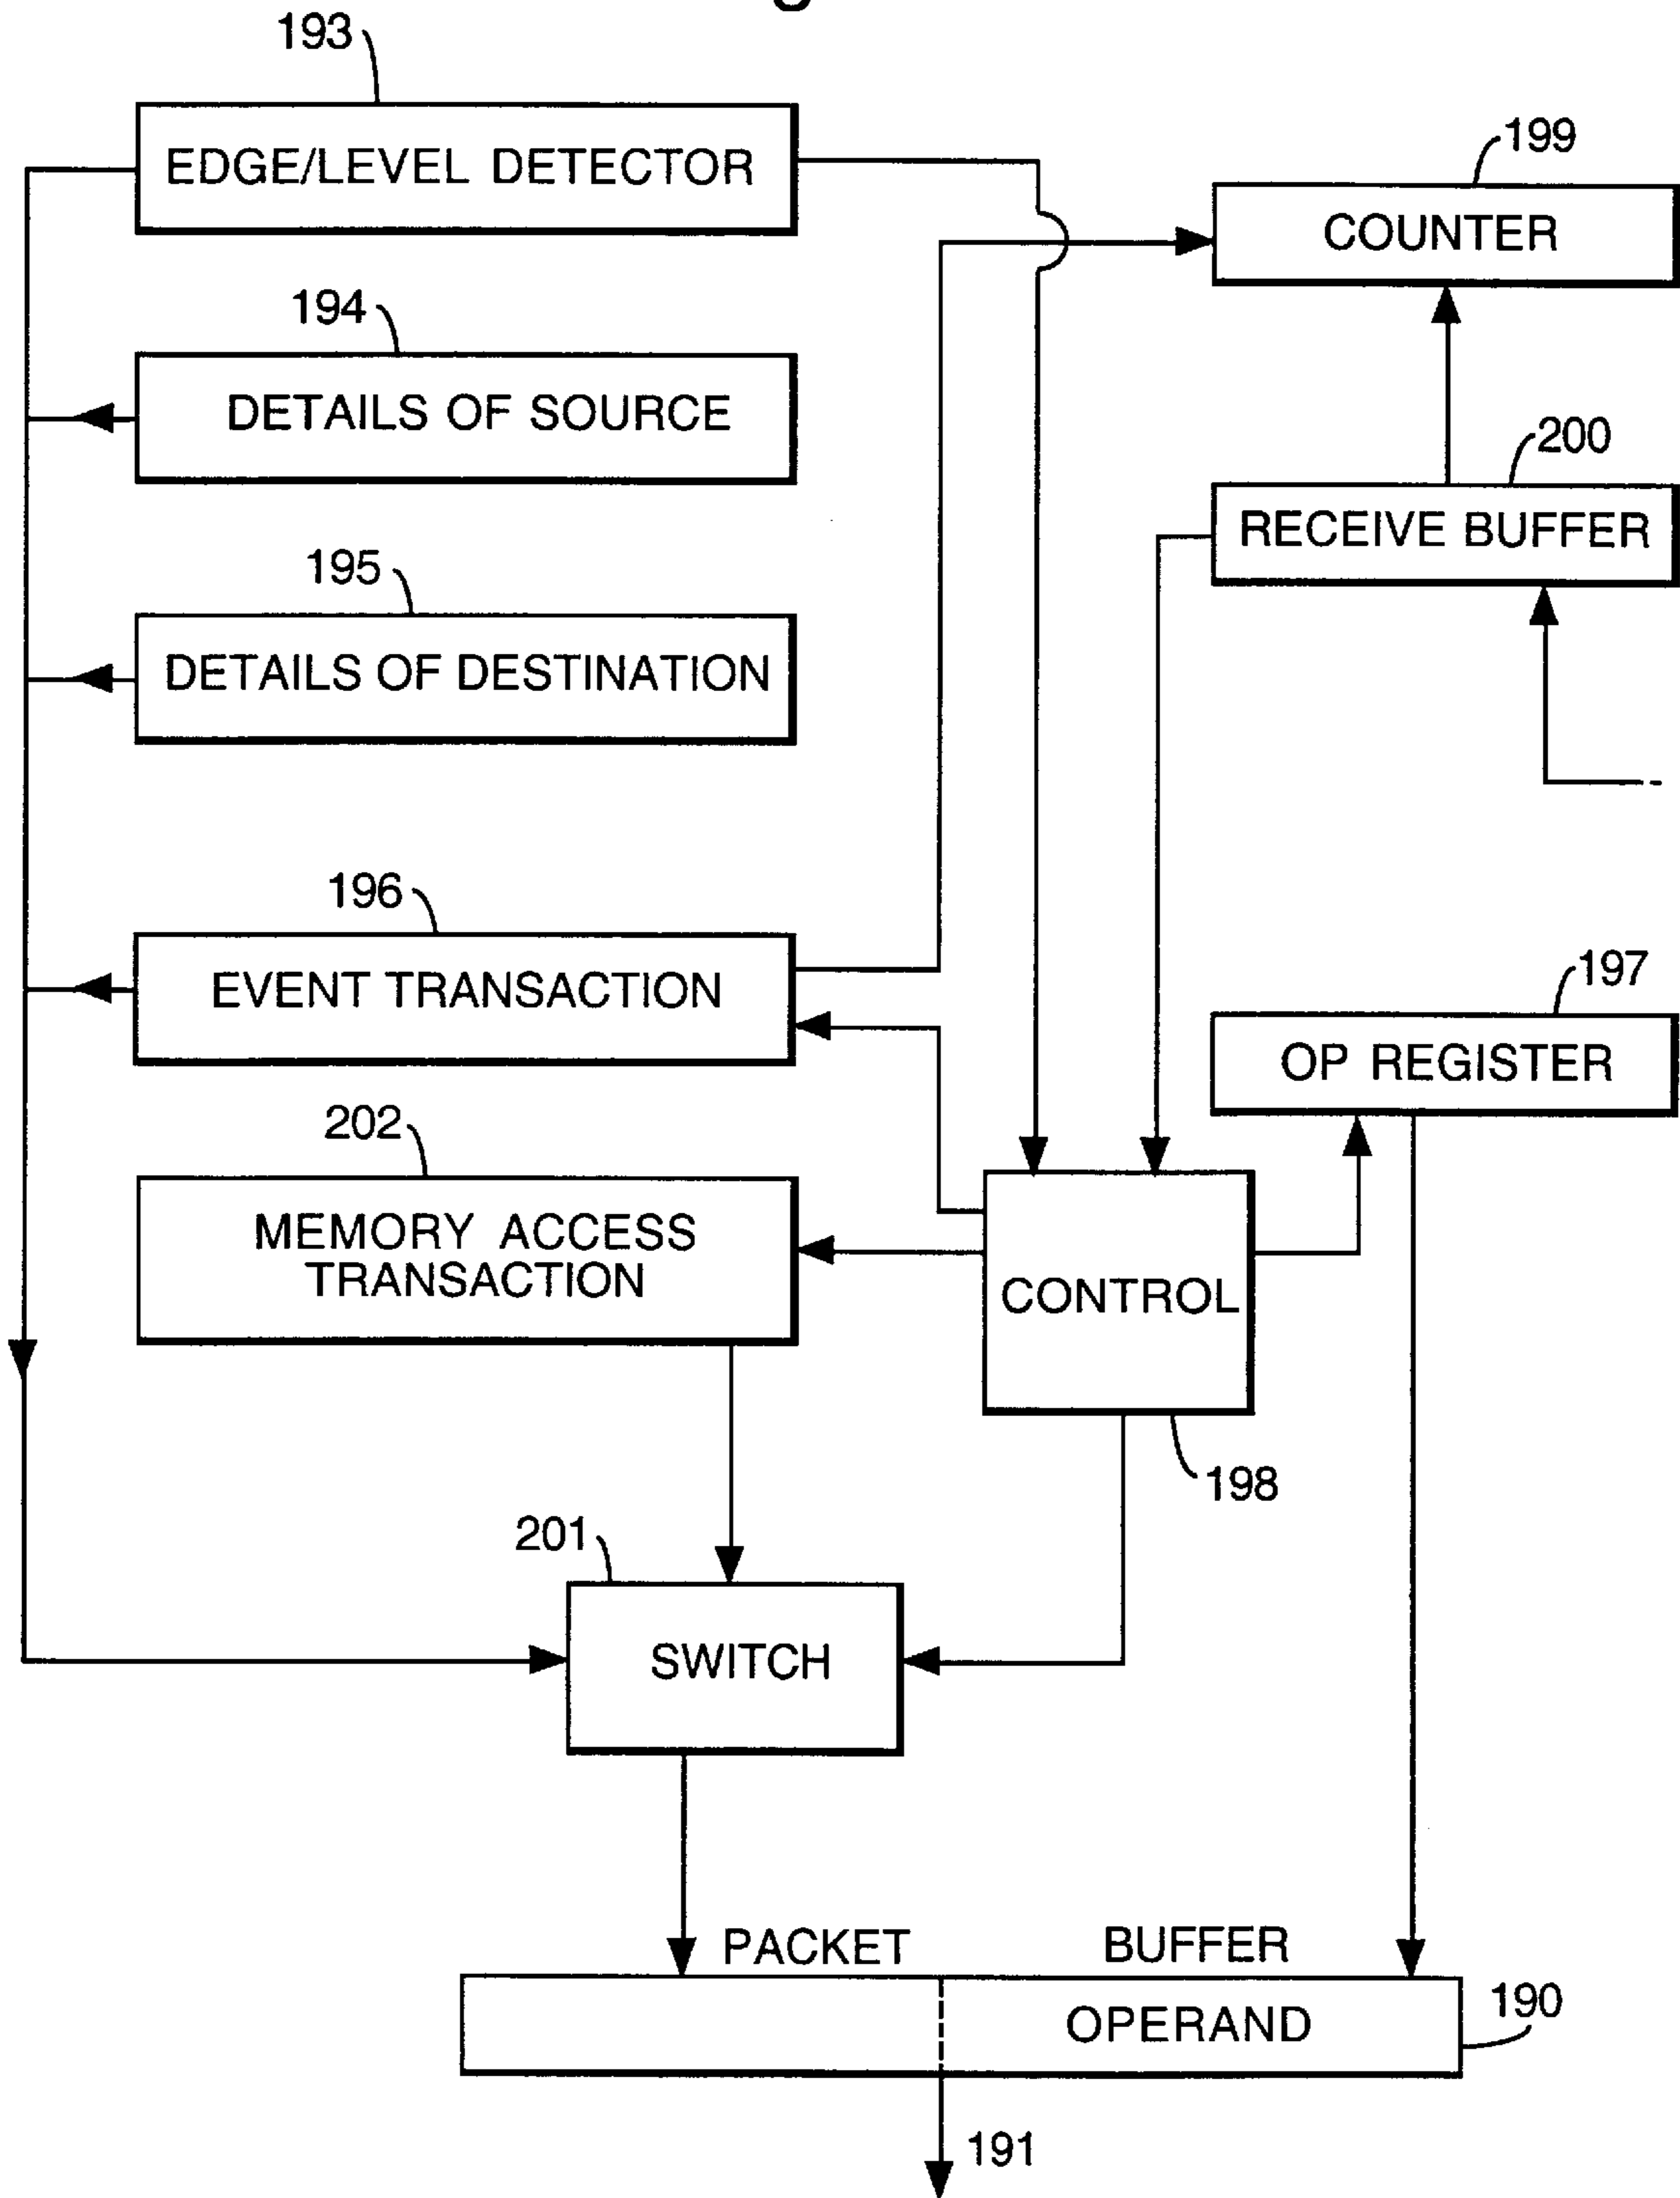 193
EDGE/LEVEL DETECTOR
199
COUNTER
194
DETAILS OF SOURCE
200
RECEIVE BUFFER
195
DETAILS OF DESTINATION
196
EVENT TRANSACTION
197
OP REGISTER
202
MEMORY ACCESS
TRANSACTION
CONTROL
198
201
SWITCH
PACKET BUFFER
OPERAND
190
191